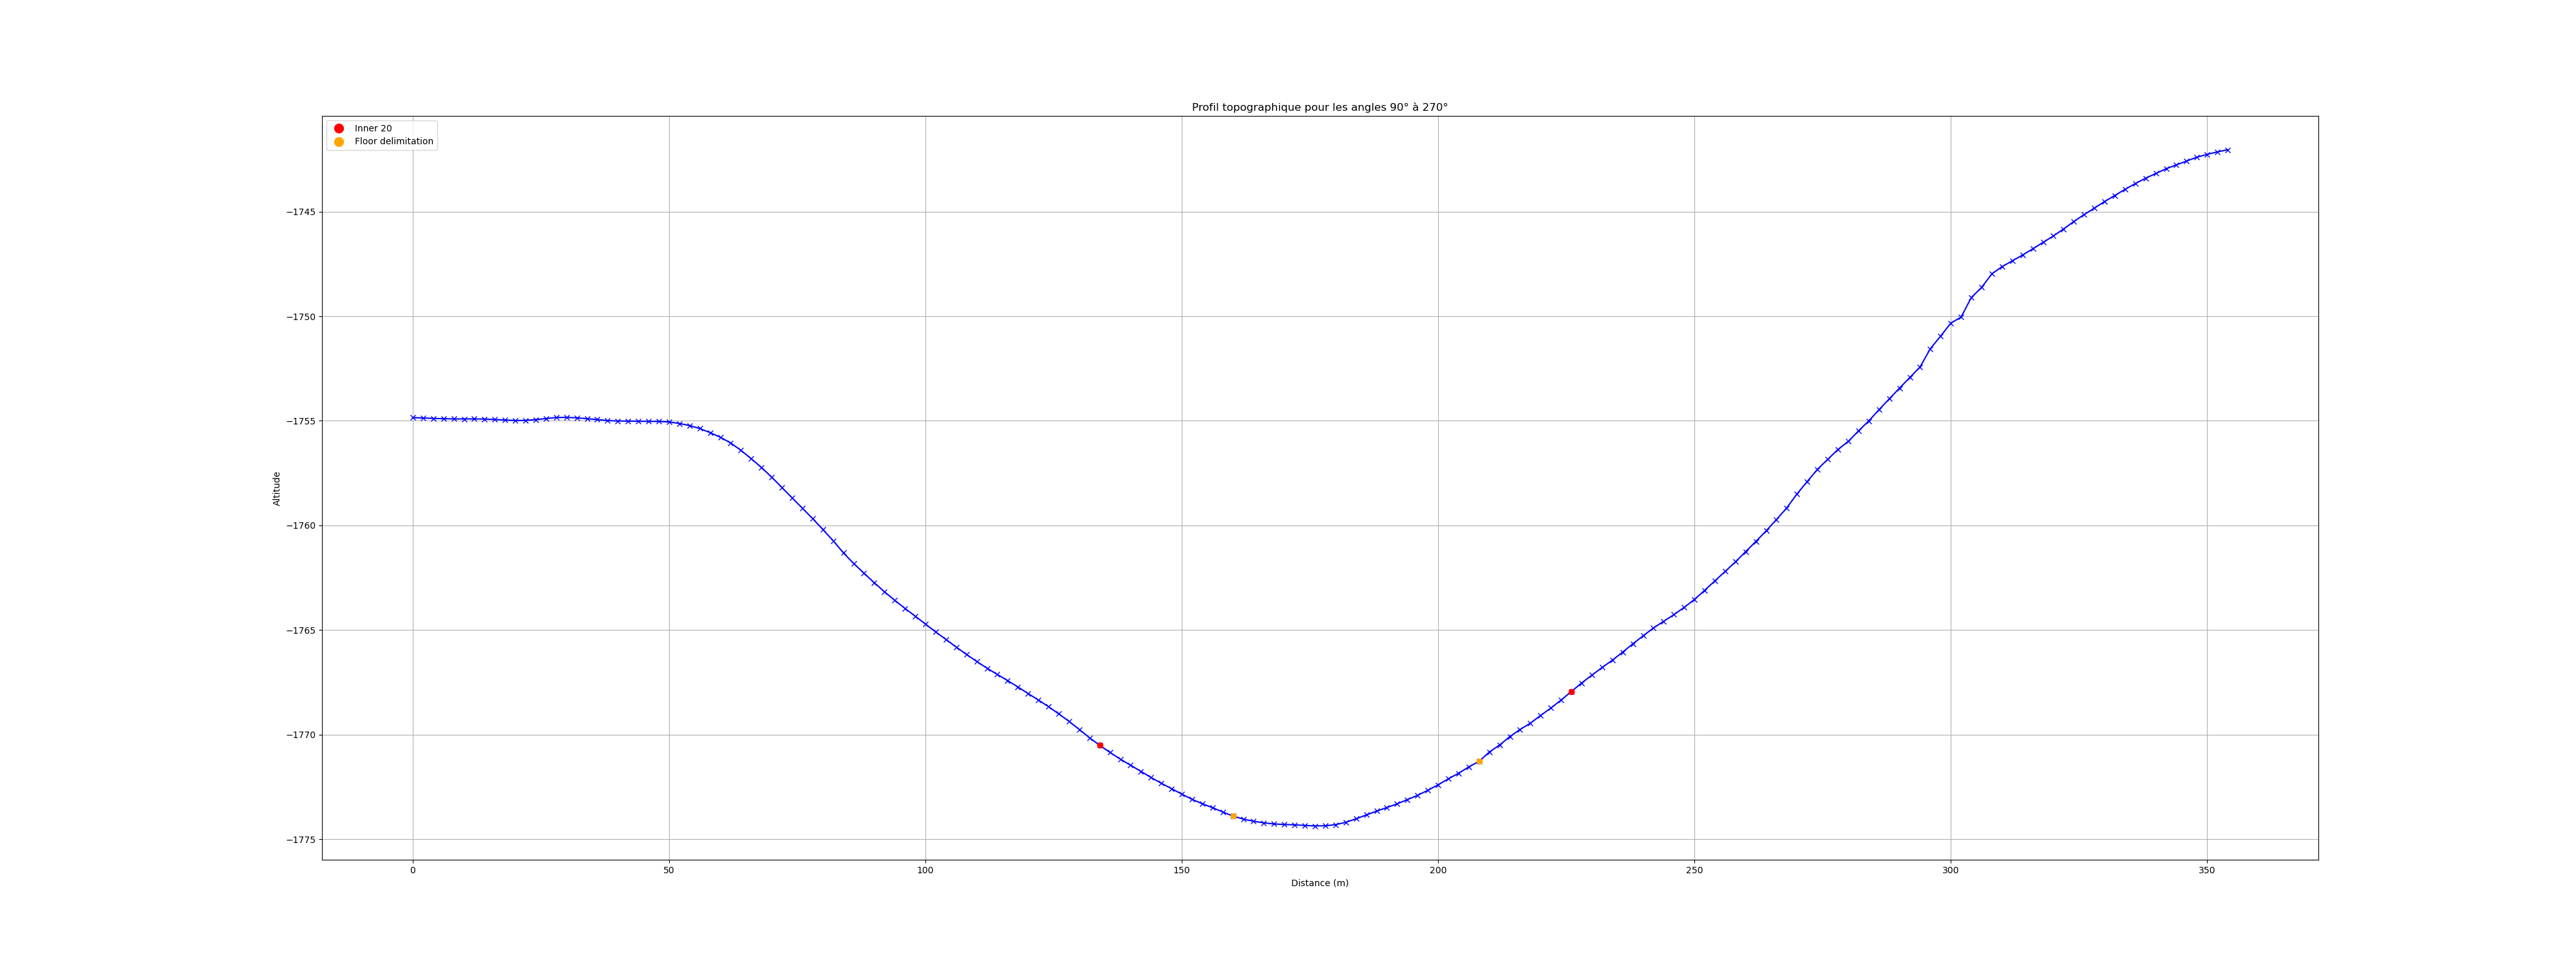 Profil topographique pour les angles 90° à 270°
Inner 20
Floor delimitation
−1745
−1750
−1755
−1760
−1765
−1770
−1775
Altitude
0 50 100 150 200 250 300 350
Distance (m)